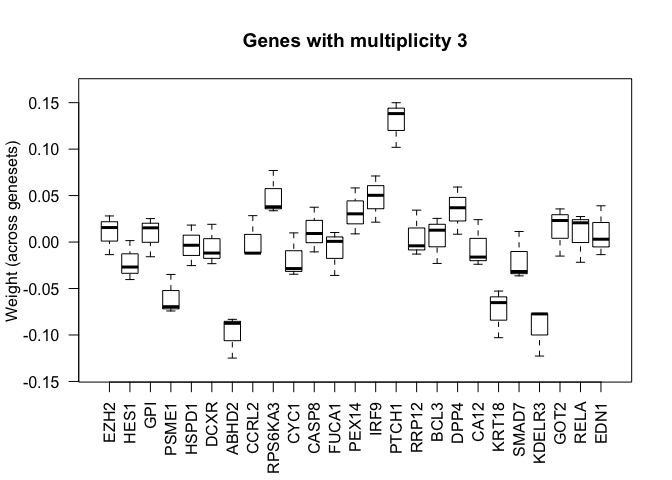 Genes with multiplicity 3
Weight (across genesets)
0.15
0.10
0.05
0.00
-0.05
-0.10
-0.15
EZH2
HES1
GPI
PSME1
HSPD1
DCXR
ABHD2
CCRL2
RPS6KA3
CYC1
CASP8
FUCA1
PEX14
IRF9
PTCH1
RRP12
BCL3
DPP4
CA12
KRT18
SMAD7
KDELR3
GOT2
RELA
EDN1